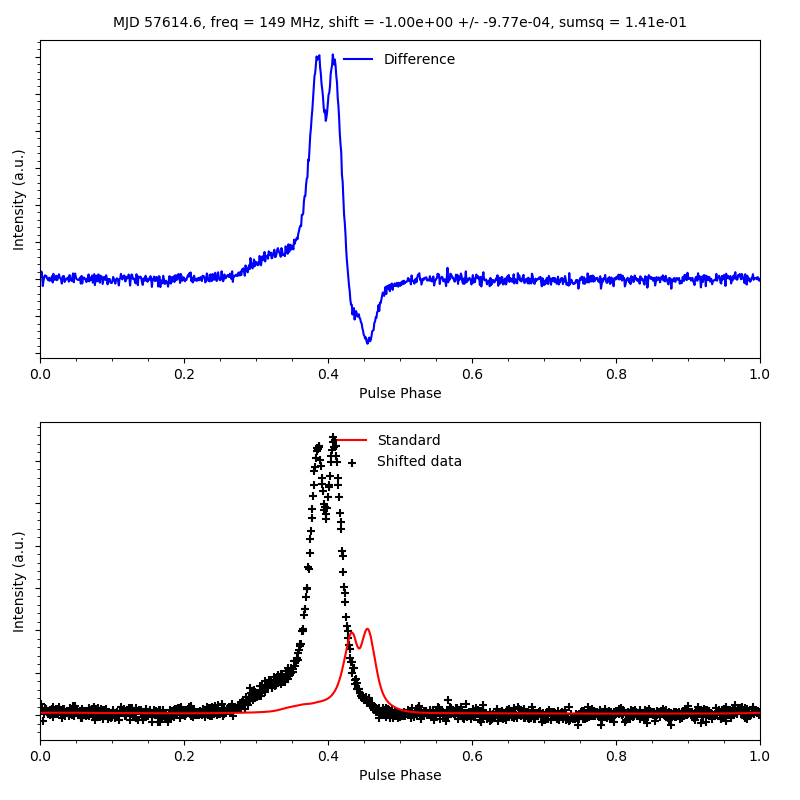 MJD 57614.6, freq = 149 MHz, shift = -1.00e+00 +/- -9.77e-04, sumsq = 1.41e-01
Difference
Intensity (a.u.)
0.0 0.2 0.4 0.6 0.8 1.0
Pulse Phase
Standard
Shifted data
Intensity (a.u.)
0.0 0.2 0.4 0.6 0.8 1.0
Pulse Phase